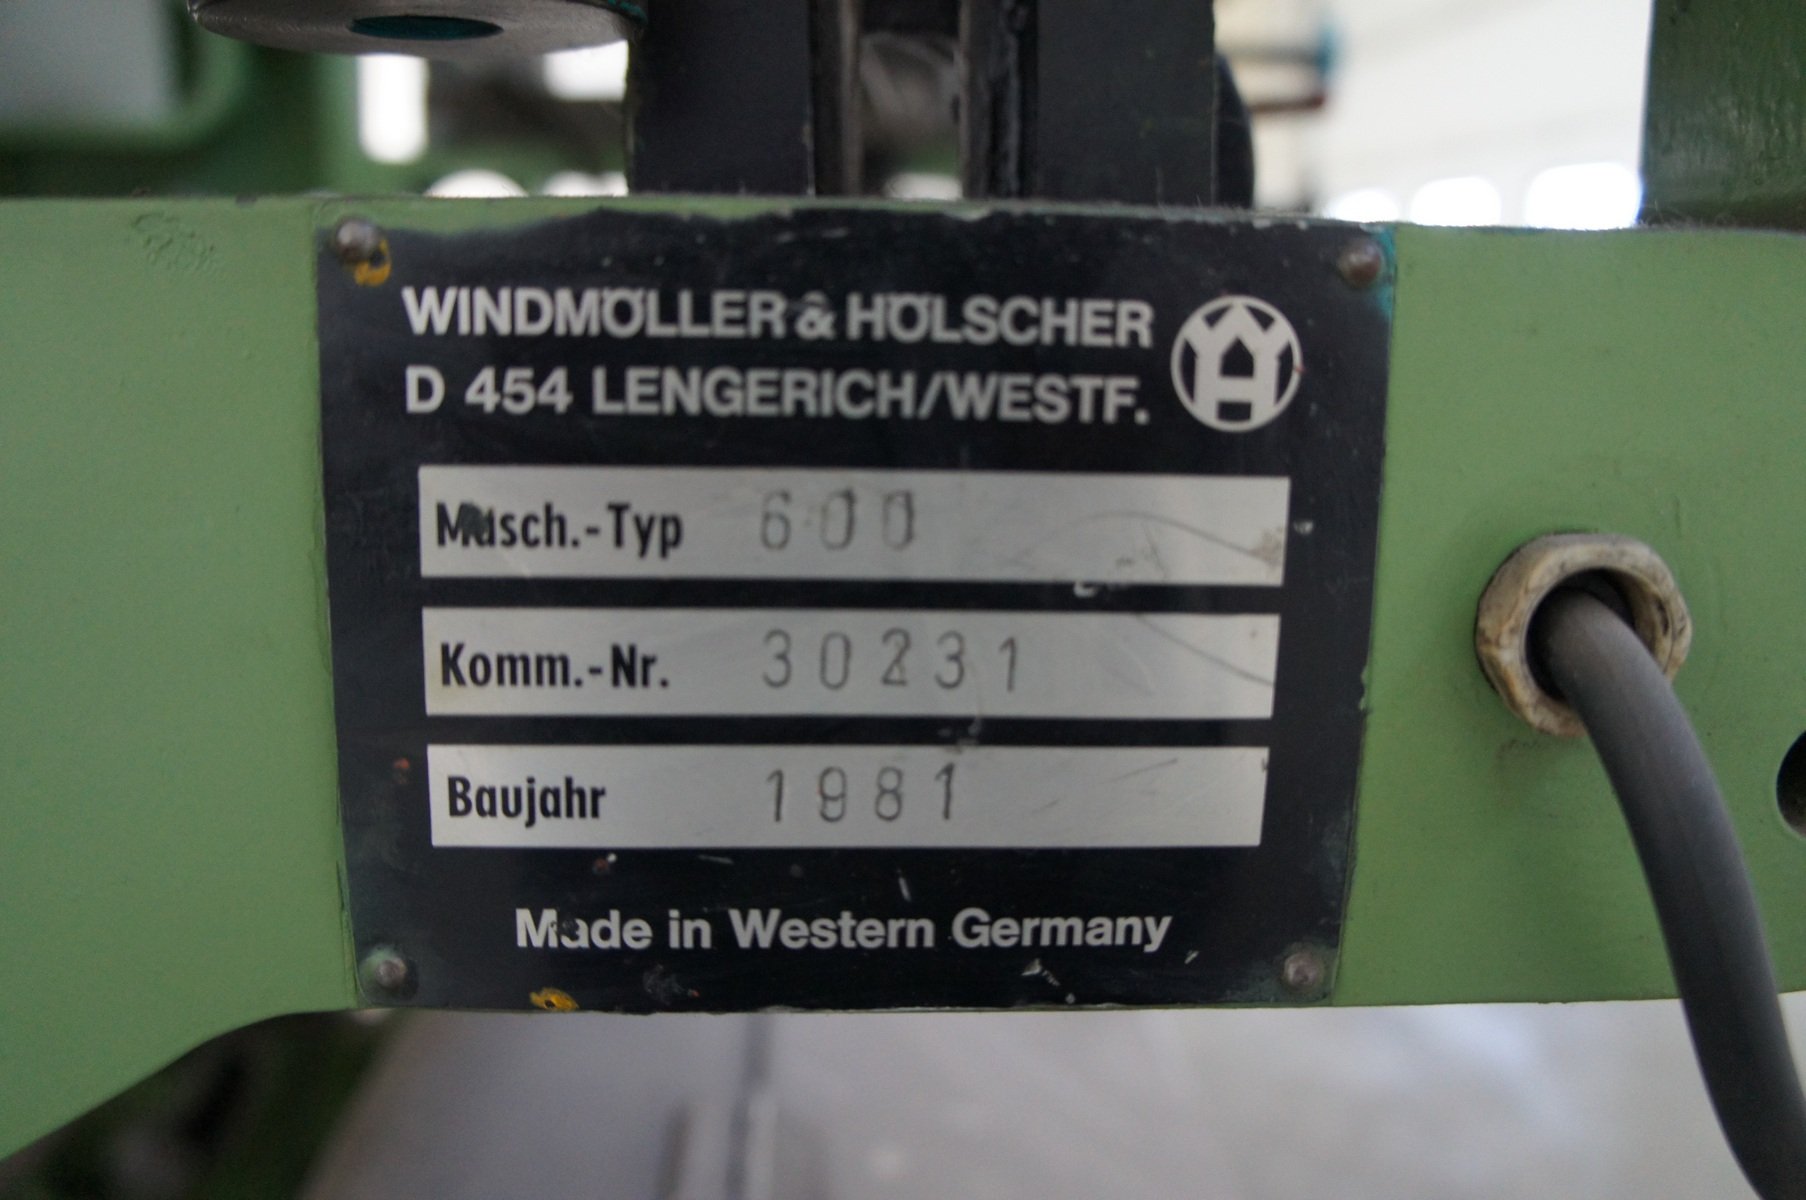 WINDMÖLLER & HÖLSCHER
D 454 LENGERICH/WESTF.
Masch.-Typ 600
Komm.-Nr. 30231
Baujahr 1981
Made in Western Germany